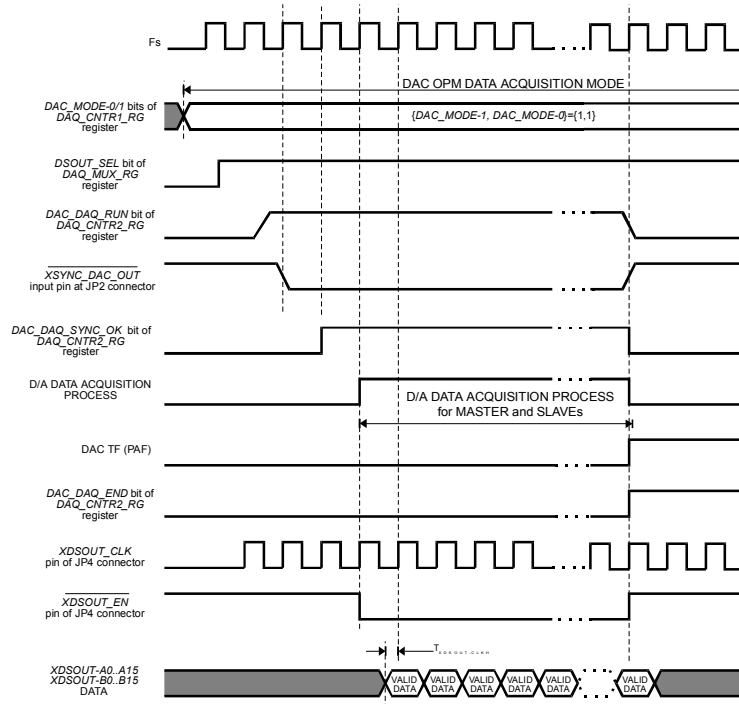 Fs
DAC OPM DATA ACQUISITION MODE
DAC_MODE-0/1 bits of
DAQ_CNTR1_RG
register
{DAC_MODE-1, DAC_MODE-0}={1,1}
DSOUT_SEL bit of
DAQ_MUX_RG
register
DAC_DAQ_RUN bit of
DAQ_CNTR2_RG
register
XSYNC_DAC_OUT
input pin at JP2 connector
DAC_DAQ_SYNC_OK bit of
DAQ_CNTR2_RG
register
D/A DATA ACQUISITION
PROCESS
D/A DATA ACQUISITION PROCESS
for MASTER and SLAVEs
DAC TF (PAF)
DAC_DAQ_END bit of
DAQ_CNTR2_RG
register
XDSOUT_CLK
pin of JP4 connector
XDSOUT_EN
pin of JP4 connector
TXDSOUT.CLKH
XDSOUT-A0..A15
XDSOUT-B0..B15
DATA
VALID DATA
VALID DATA
VALID DATA
VALID DATA
VALID DATA
VALID DATA